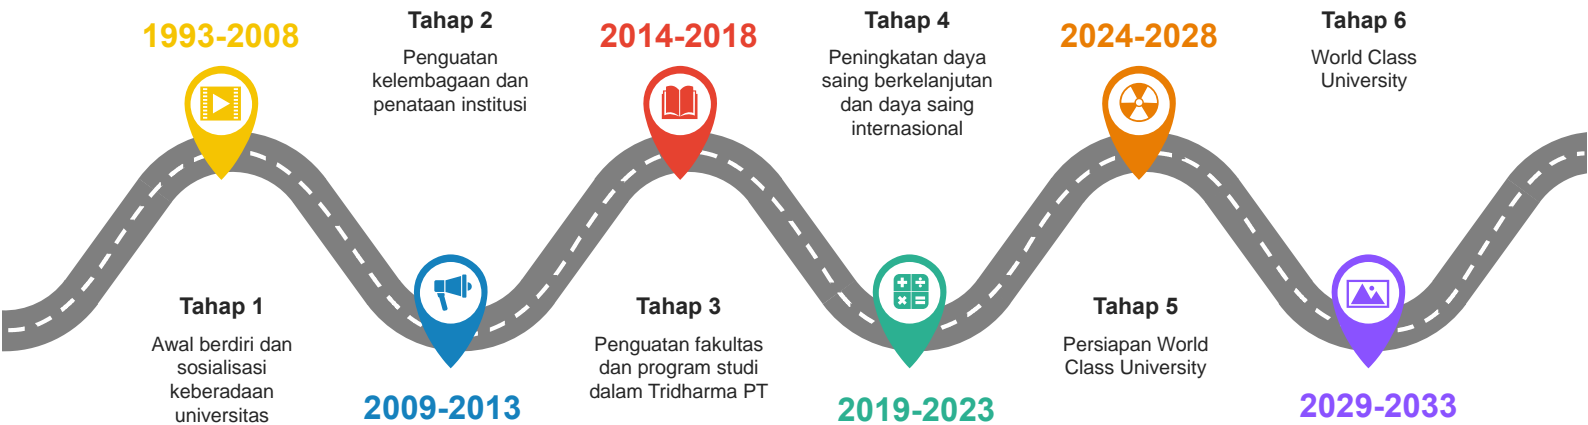 1993-2008
Tahap 1
Awal berdiri dan
sosialisasi
keberadaan
universitas
Tahap 2
Penguatan
kelembagaan dan
penataan institusi
2009-2013
2014-2018
Tahap 3
Penguatan fakultas
dan program studi
dalam Tridharma PT
Tahap 4
Peningkatan daya
saing berkelanjutan
dan daya saing
internasional
2019-2023
2024-2028
Tahap 5
Persiapan World
Class University
Tahap 6
World Class
University
2029-2033